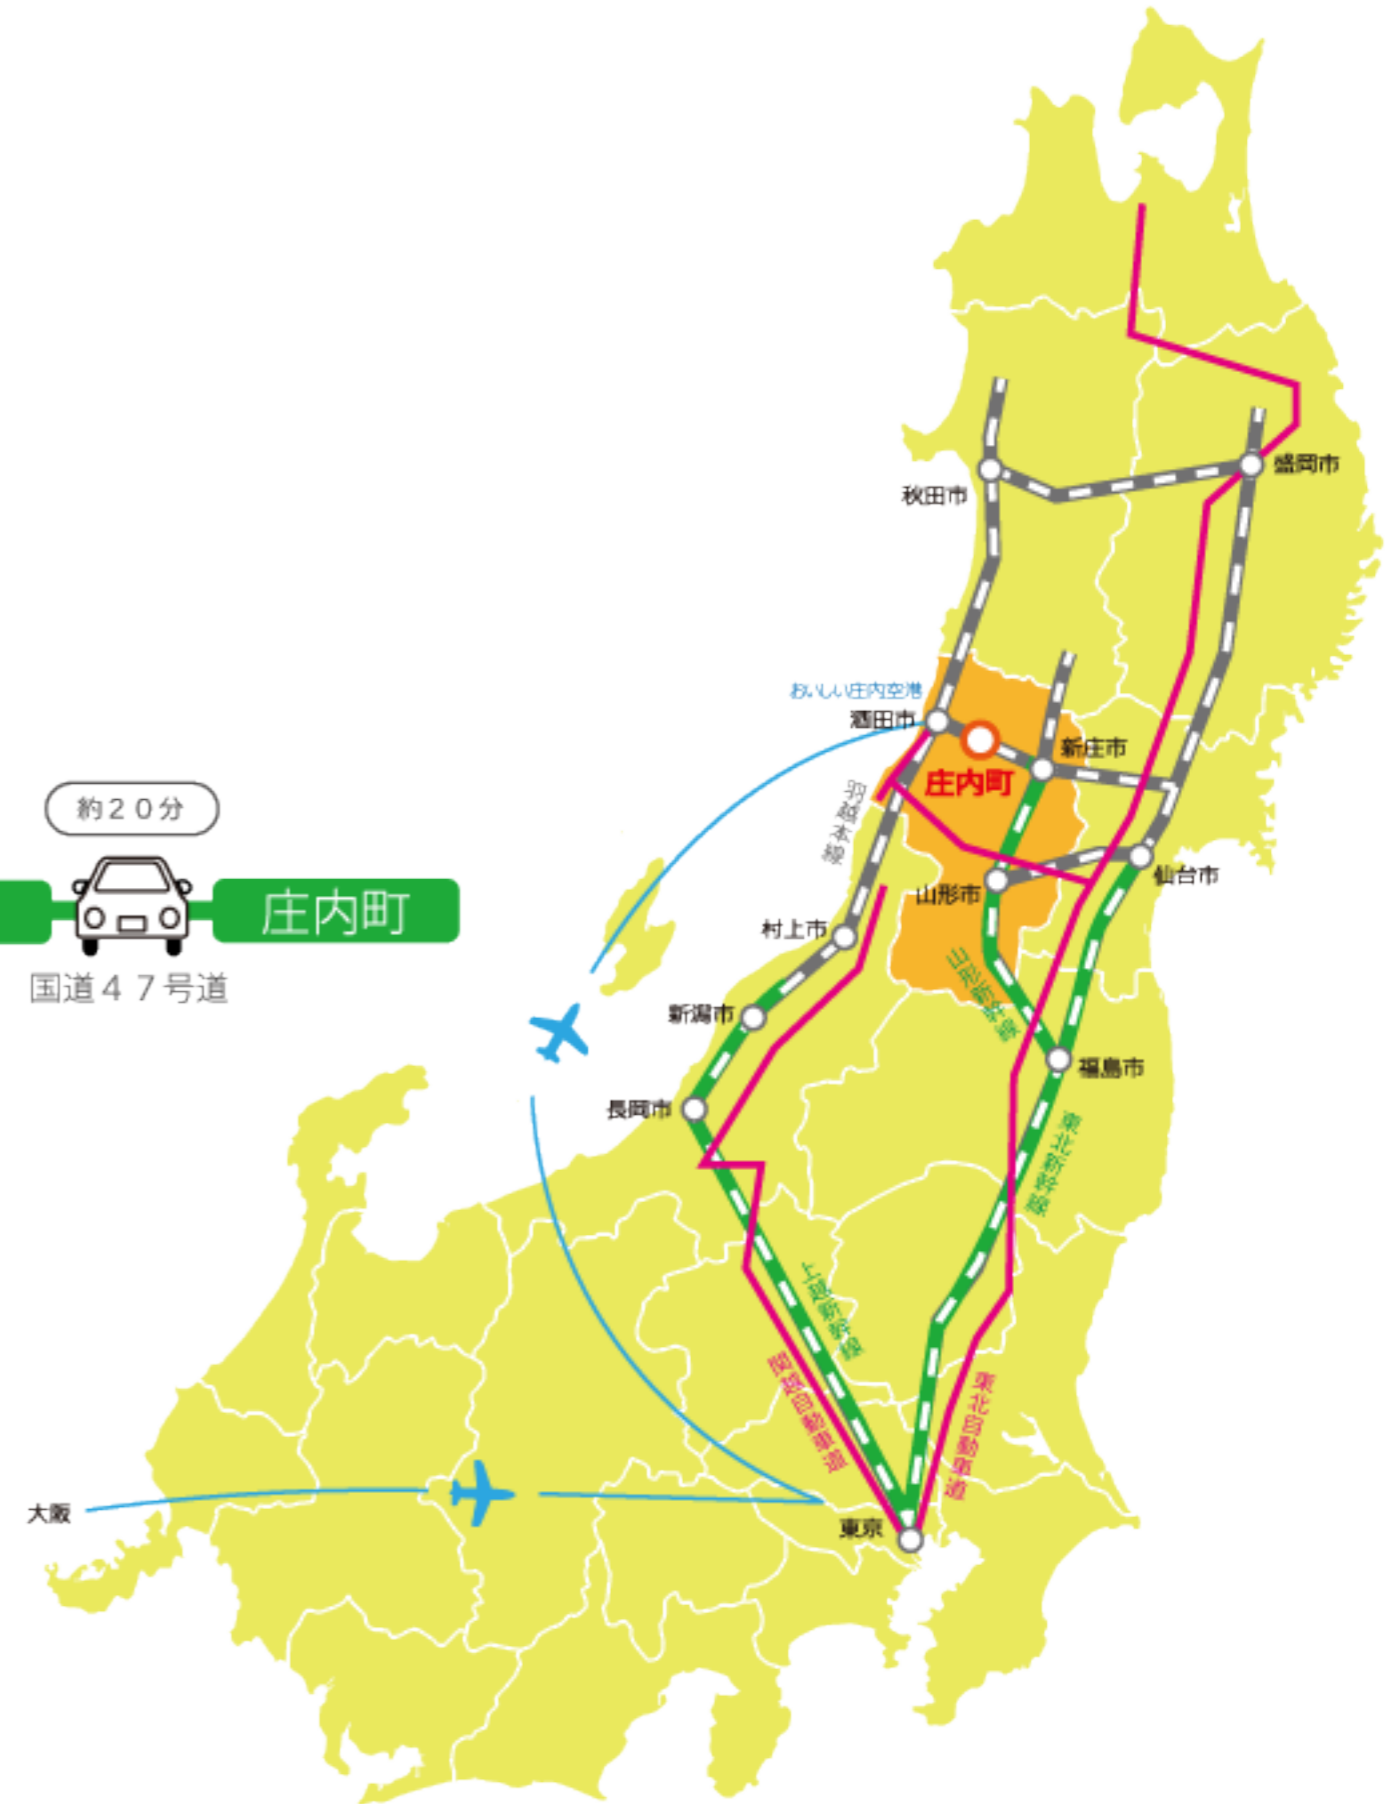 秋田市
盛岡市
おいしい庄内空港
酒田市
新庄市
庄内町
羽越本線
約20分
庄内町
国道47号道
仙台市
山形市
村上市
山形新幹線
新潟市
福島市
長岡市
東北新幹線
上越新幹線
関越自動車道
東北自動車道
大阪
東京